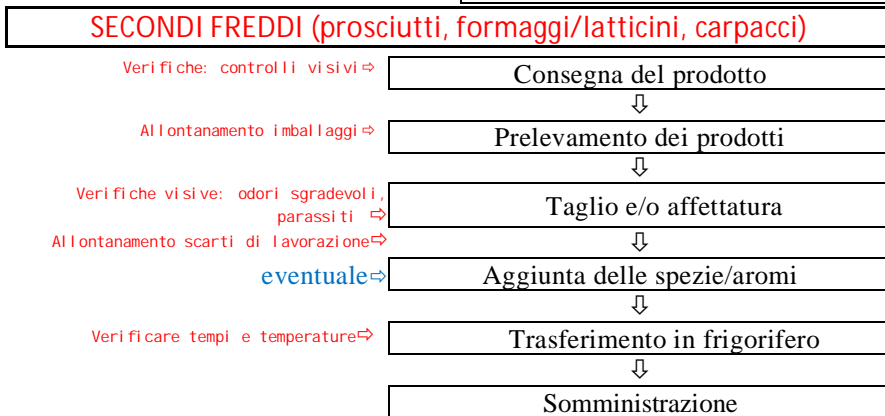 SECONDI FREDDI (prosciutti, formaggi/latticini, carpacci)
Verifiche: controlli visivi⇨ Consegna del prodotto
⇩
Allontanamento imballaggi⇨ Prelevamento dei prodotti
⇩
Verifiche visive: odori sgradevoli,
parassiti ⇨ Taglio e/o affettatura
Allontanamento scarti di lavorazione⇨ ⇩
eventuale⇨ Aggiunta delle spezie/aromi
⇩
Verificare tempi e temperature⇨ Trasferimento in frigorifero
⇩
Somministrazione